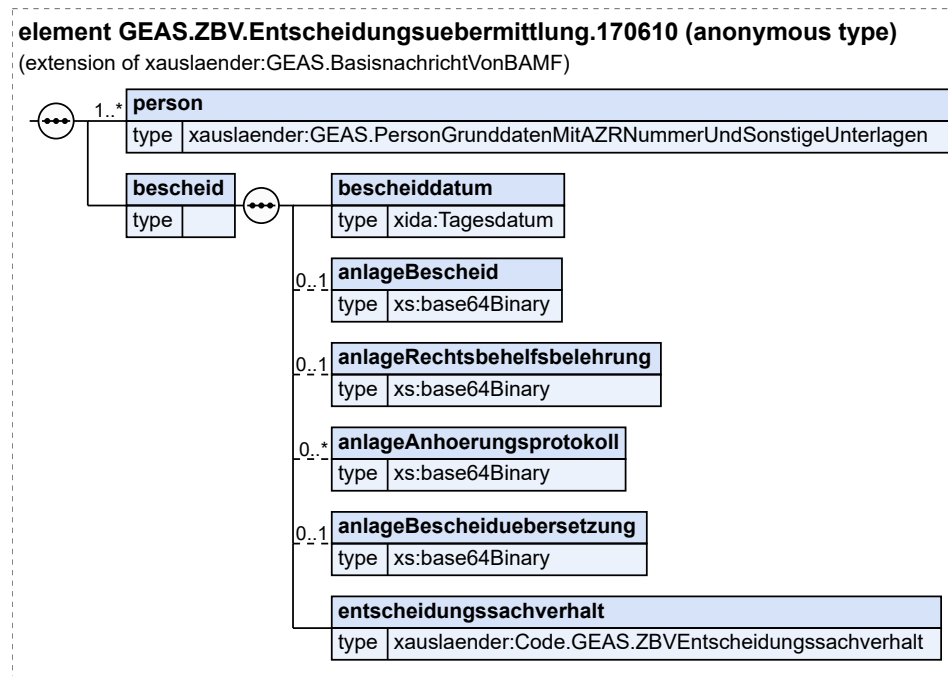 element GEAS.ZBV.Entscheidungsuebermittlung.170610 (anonymous type)
(extension of xauslaender:GEAS.BasisnachrichtVonBAMF)
1..* person
type xauslaender:GEAS.PersonGrunddatenMitAZRNummerUndSonstigeUnterlagen
bescheid
type
bescheiddatum
type xida:Tagesdatum
0..1 anlageBescheid
type xs:base64Binary
0..1 anlageRechtsbehelfsbelehrung
type xs:base64Binary
0..* anlageAnhoerungsprotokoll
type xs:base64Binary
0..1 anlageBescheiduebersetzung
type xs:base64Binary
entscheidungssachverhalt
type xauslaender:Code.GEAS.ZBVEntscheidungssachverhalt